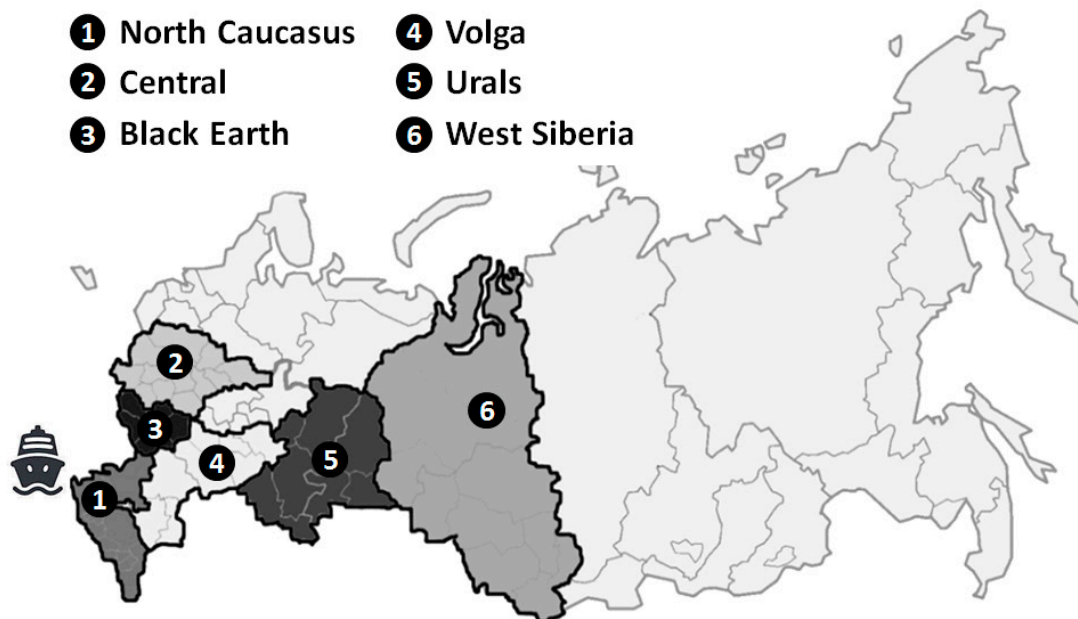 1 North Caucasus
2 Central
3 Black Earth
4 Volga
5 Urals
6 West Siberia
2
6
3
4
5
1